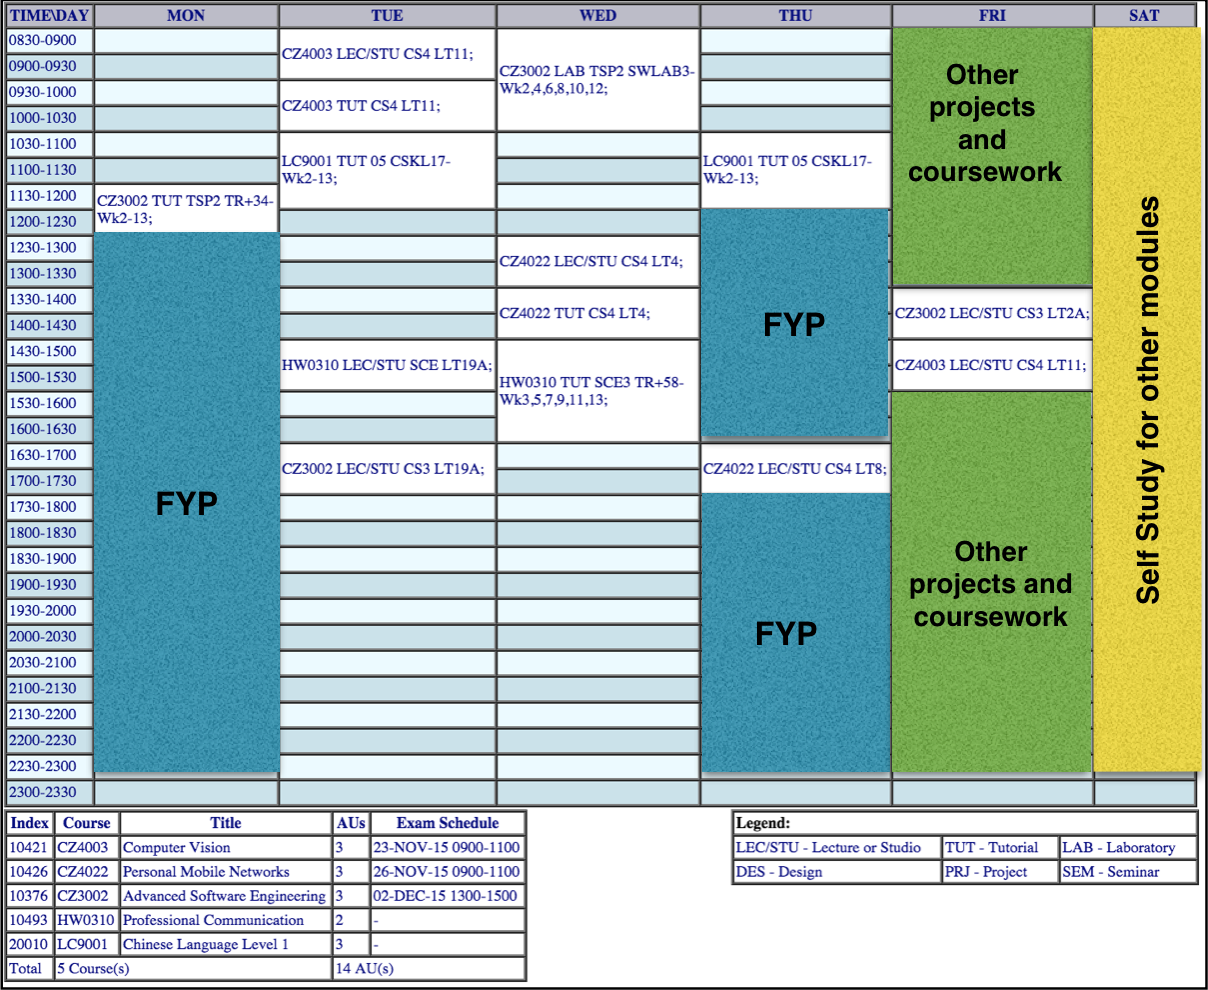 TIME\DAY MON TUE WED THU FRI SAT
0830-0900
0900-0930
0930-1000
1000-1030
1030-1100
1100-1130
1130-1200
1200-1230
1230-1300
1300-1330
1330-1400
1400-1430
1430-1500
1500-1530
1530-1600
1600-1630
1630-1700
1700-1730
1730-1800
1800-1830
1830-1900
1900-1930
1930-2000
2000-2030
2030-2100
2100-2130
2130-2200
2200-2230
2230-2300
2300-2330
CZ3002 TUT TSP2 TR+34-
Wk2-13;
FYP
CZ4003 LEC/STU CS4 LT11;
CZ4003 TUT CS4 LT11;
LC9001 TUT 05 CSKL17-
Wk2-13;
HW0310 LEC/STU SCE LT19A;
CZ3002 LEC/STU CS3 LT19A;
CZ3002 LAB TSP2 SWLAB3-
Wk2,4,6,8,10,12;
CZ4022 LEC/STU CS4 LT4;
CZ4022 TUT CS4 LT4;
HW0310 TUT SCE3 TR+58-
Wk3,5,7,9,11,13;
LC9001 TUT 05 CSKL17-
Wk2-13;
FYP
CZ4022 LEC/STU CS4 LT8;
FYP
Other
projects
and
coursework
CZ3002 LEC/STU CS3 LT2A;
CZ4003 LEC/STU CS4 LT11;
Other
projects and
coursework
Self Study for other modules
Index Course Title AUs Exam Schedule
10421 CZ4003 Computer Vision 3 23-NOV-15 0900-1100
10426 CZ4022 Personal Mobile Networks 3 26-NOV-15 0900-1100
10376 CZ3002 Advanced Software Engineering 3 02-DEC-15 1300-1500
10493 HW0310 Professional Communication 2 -
20010 LC9001 Chinese Language Level 1 3 -
Total 5 Course(s) 14 AU(s)
Legend:
LEC/STU - Lecture or Studio TUT - Tutorial LAB - Laboratory
DES - Design PRJ - Project SEM - Seminar